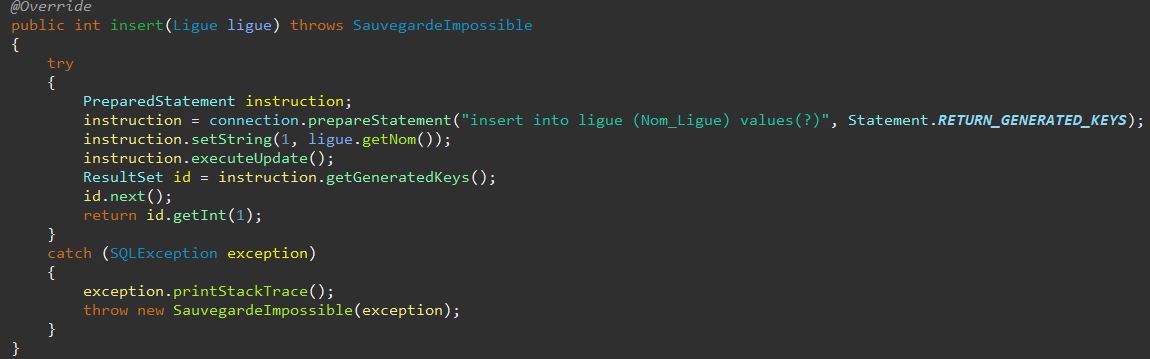 @Override
public int insert(Ligue ligue) throws SauvegardeImpossible
{
    try
    {
        PreparedStatement instruction;
        instruction = connection.prepareStatement("insert into ligue (Nom_Ligue) values(?)", Statement.RETURN_GENERATED_KEYS);
        instruction.setString(1, ligue.getNom());
        instruction.executeUpdate();
        ResultSet id = instruction.getGeneratedKeys();
        id.next();
        return id.getInt(1);
    }
    catch (SQLException exception)
    {
        exception.printStackTrace();
        throw new SauvegardeImpossible(exception);
    }
}